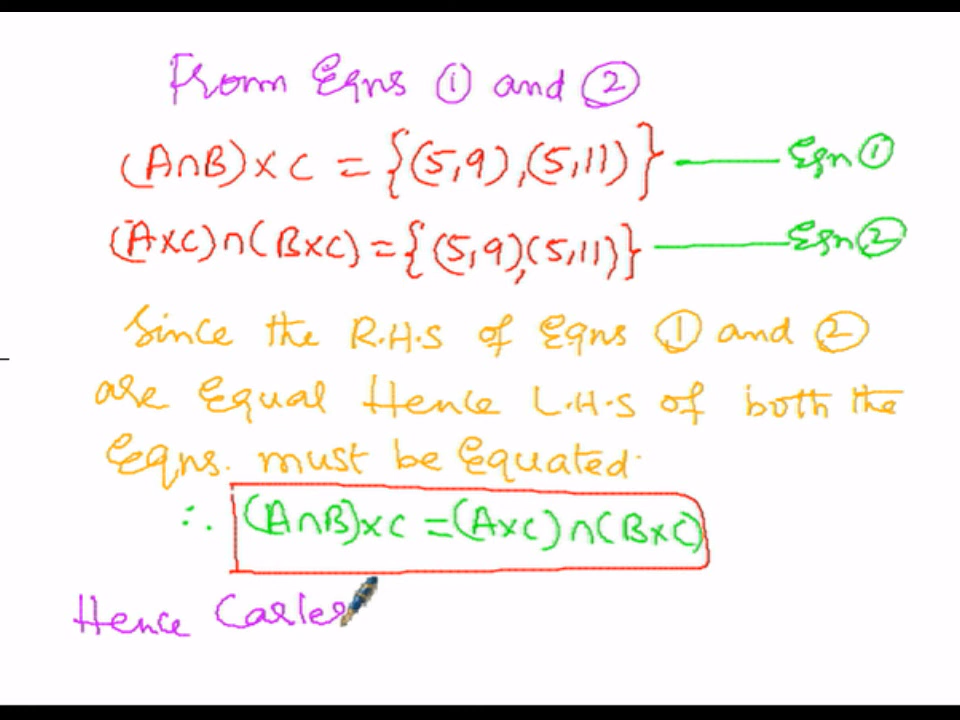 From Eqns ① and ②
(A∩B)×C = {(5,9),(5,11)} —— Eqn ①
(A×C)∩(B×C) = {(5,9),(5,11)} —— Eqn ②
Since the R.H.S of Eqns ① and ②
are Equal Hence L.H.S of both the
Eqns. must be Equated.
∴ (A∩B)×C = (A×C)∩(B×C)
Hence Cartes